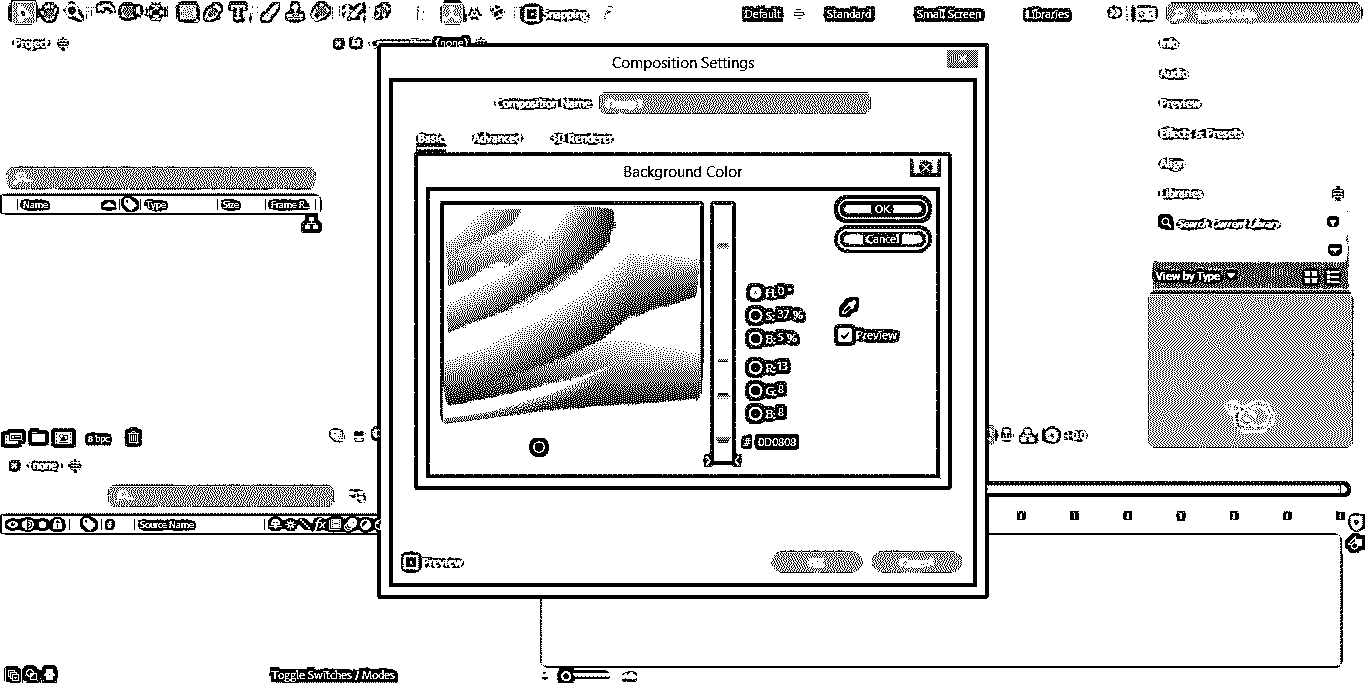 Snapping
Default
Standard
Small Screen
Libraries
Project
(none)
Info
Composition Settings
Audio
Composition Name
Preview
Basic
Advanced
3D Renderer
Effects & Presets
Align
Background Color
Libraries
Name
Type
Size
Frame R...
OK
Search Current Library
Cancel
View by Type
H: 0 °
S: 37 %
B: 5 %
Preview
R: 13
G: 8
B: 8
# 0D0808
8 bpc
(none)
#
Source Name
Preview
Toggle Switches / Modes